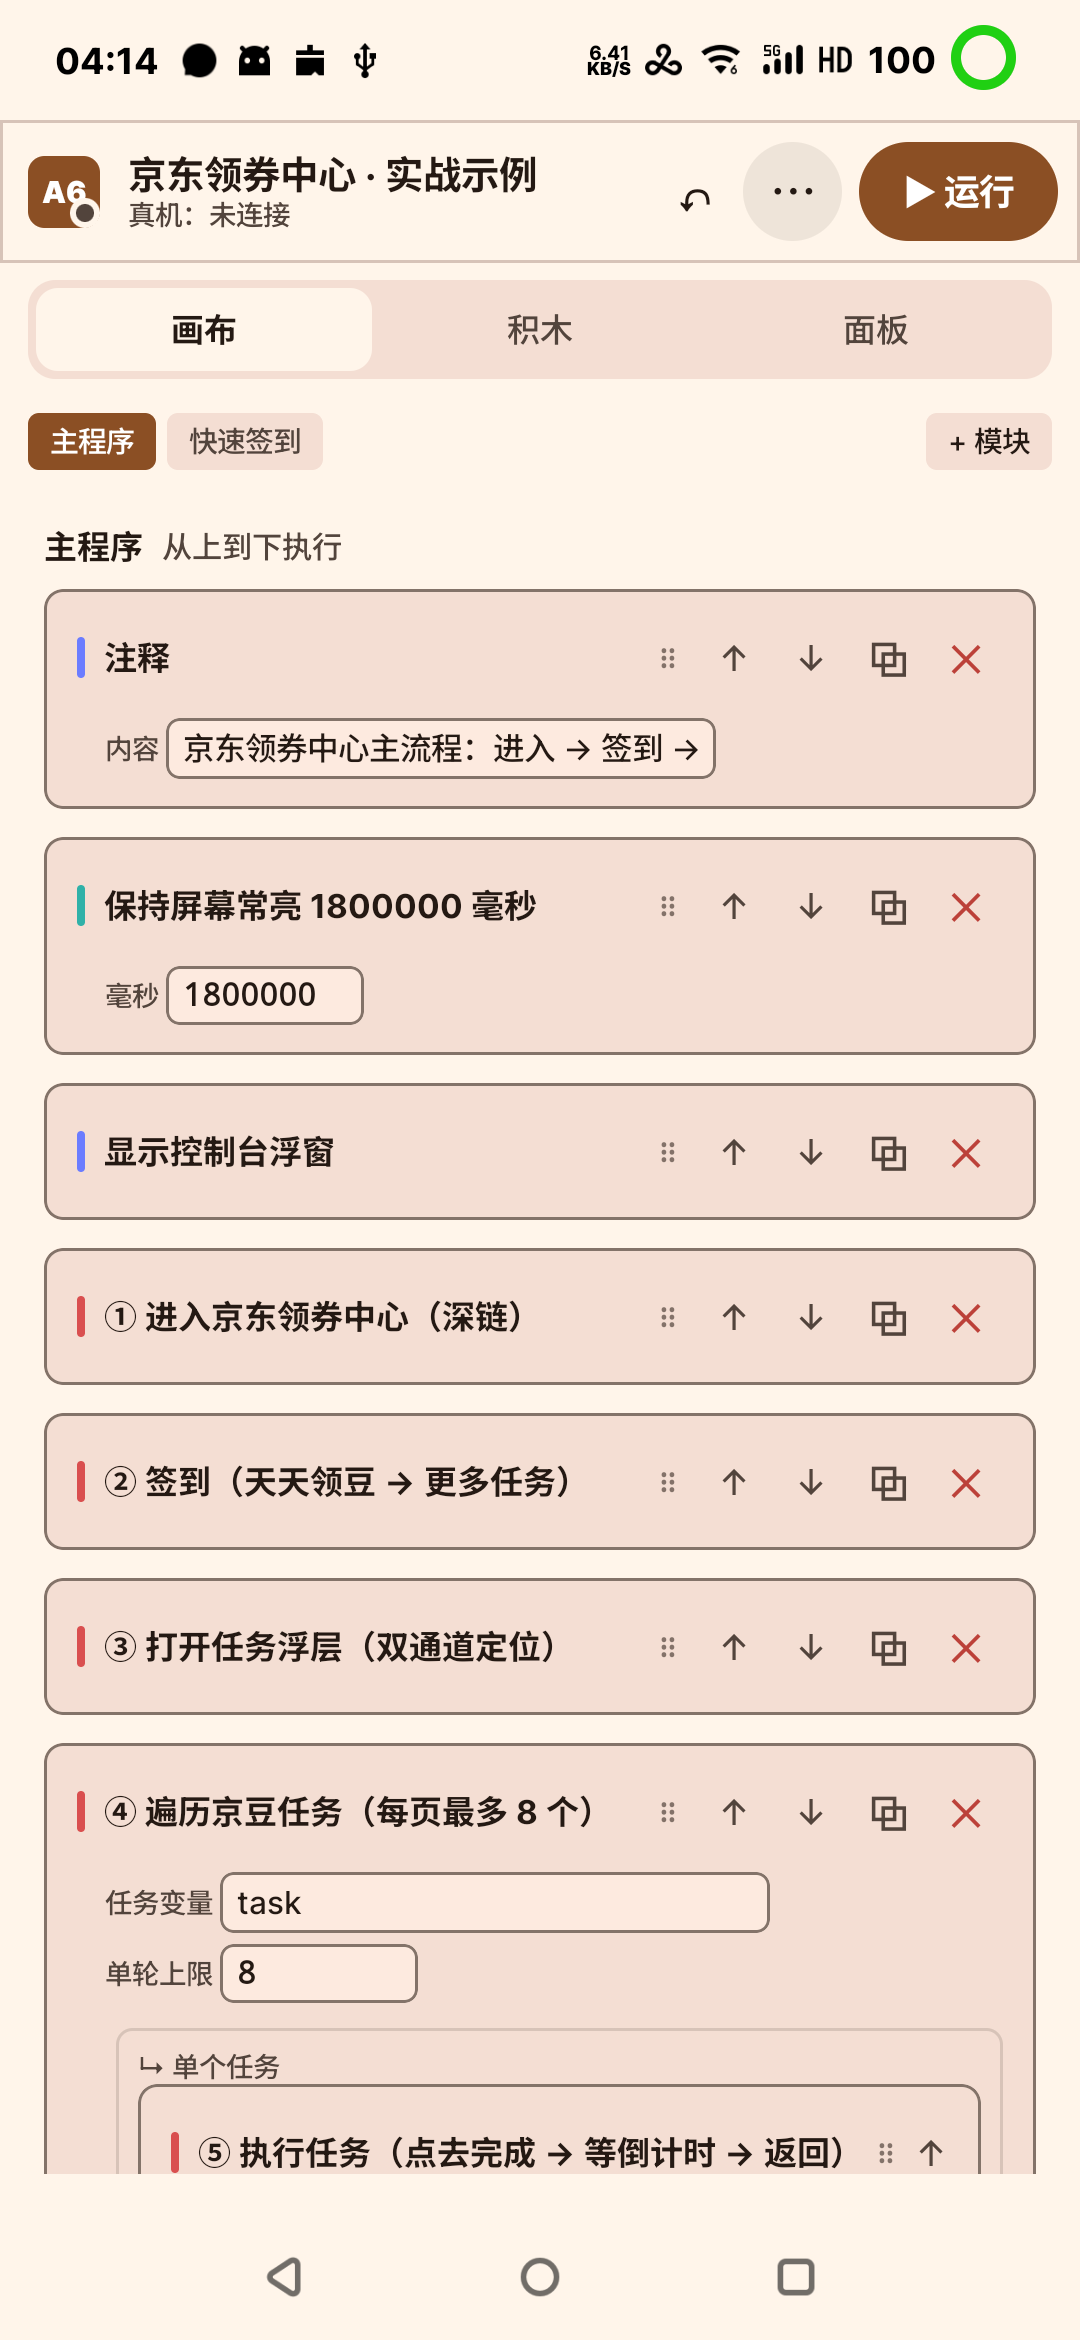 04:14 6.41 KB/S 6 5G HD 100
A6 京东领券中心 · 实战示例
真机：未连接
··· ▶ 运行
画布 积木 面板
主程序 快速签到 + 模块
主程序 从上到下执行
注释
内容 京东领券中心主流程：进入 → 签到 →
保持屏幕常亮 1800000 毫秒
毫秒 1800000
显示控制台浮窗
① 进入京东领券中心（深链）
② 签到（天天领豆 → 更多任务）
③ 打开任务浮层（双通道定位）
④ 遍历京豆任务（每页最多 8 个）
任务变量 task
单轮上限 8
↳ 单个任务
⑤ 执行任务（点去完成 → 等倒计时 → 返回）